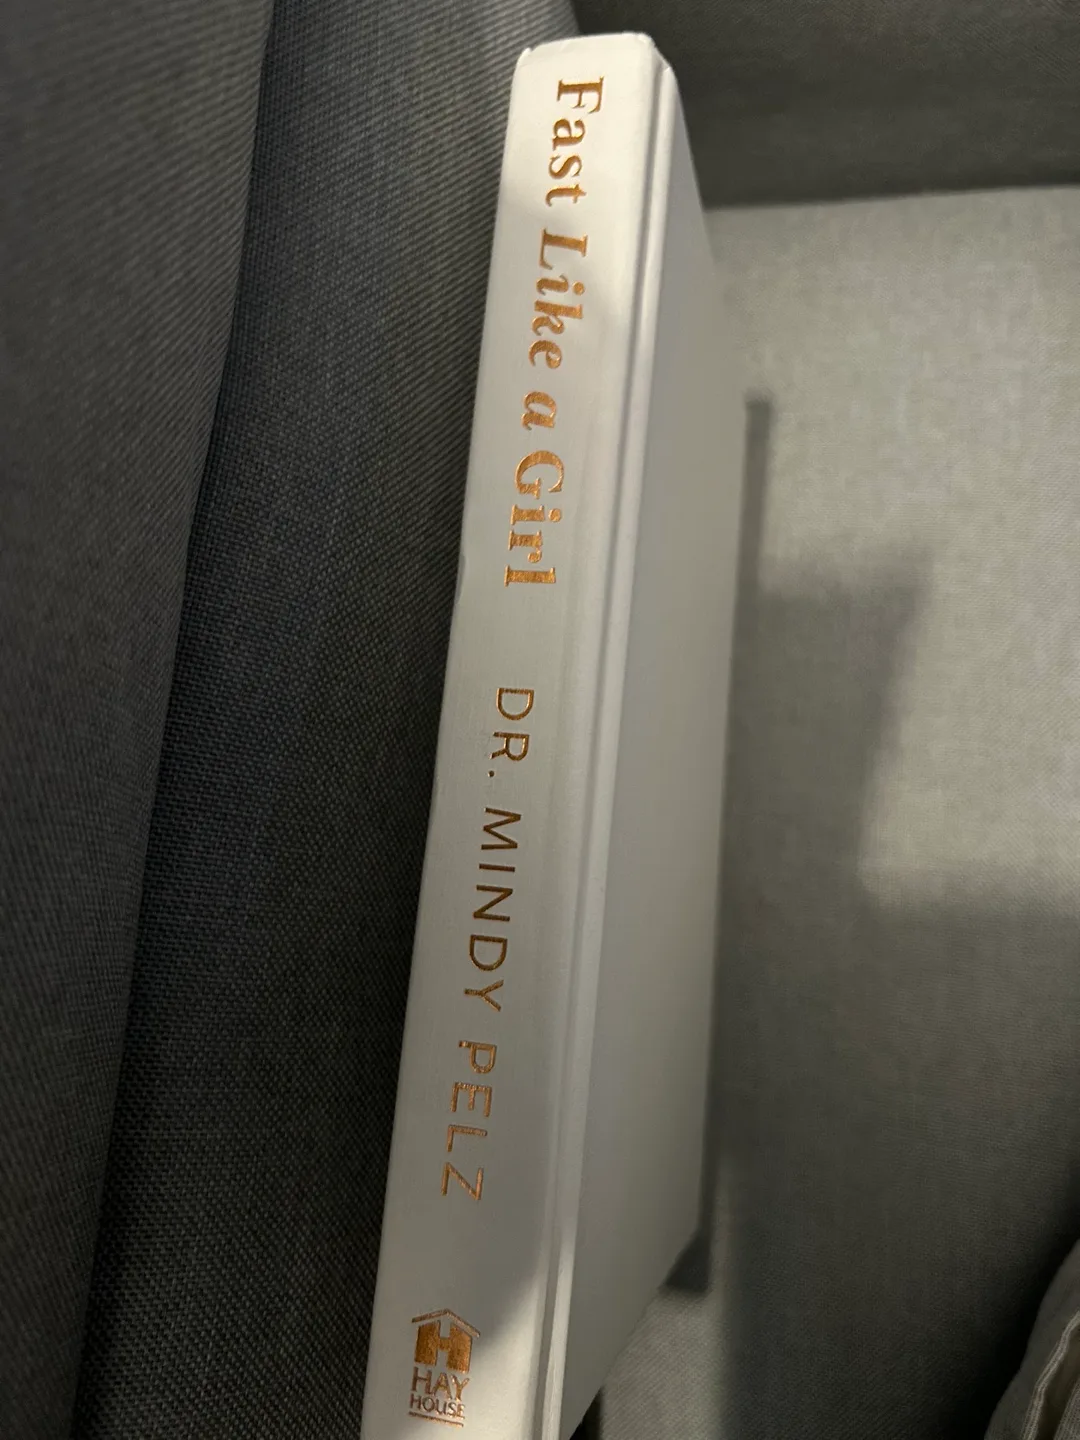 Fast Like a Girl
DR. MINDY PELZ
HAY
HOUSE